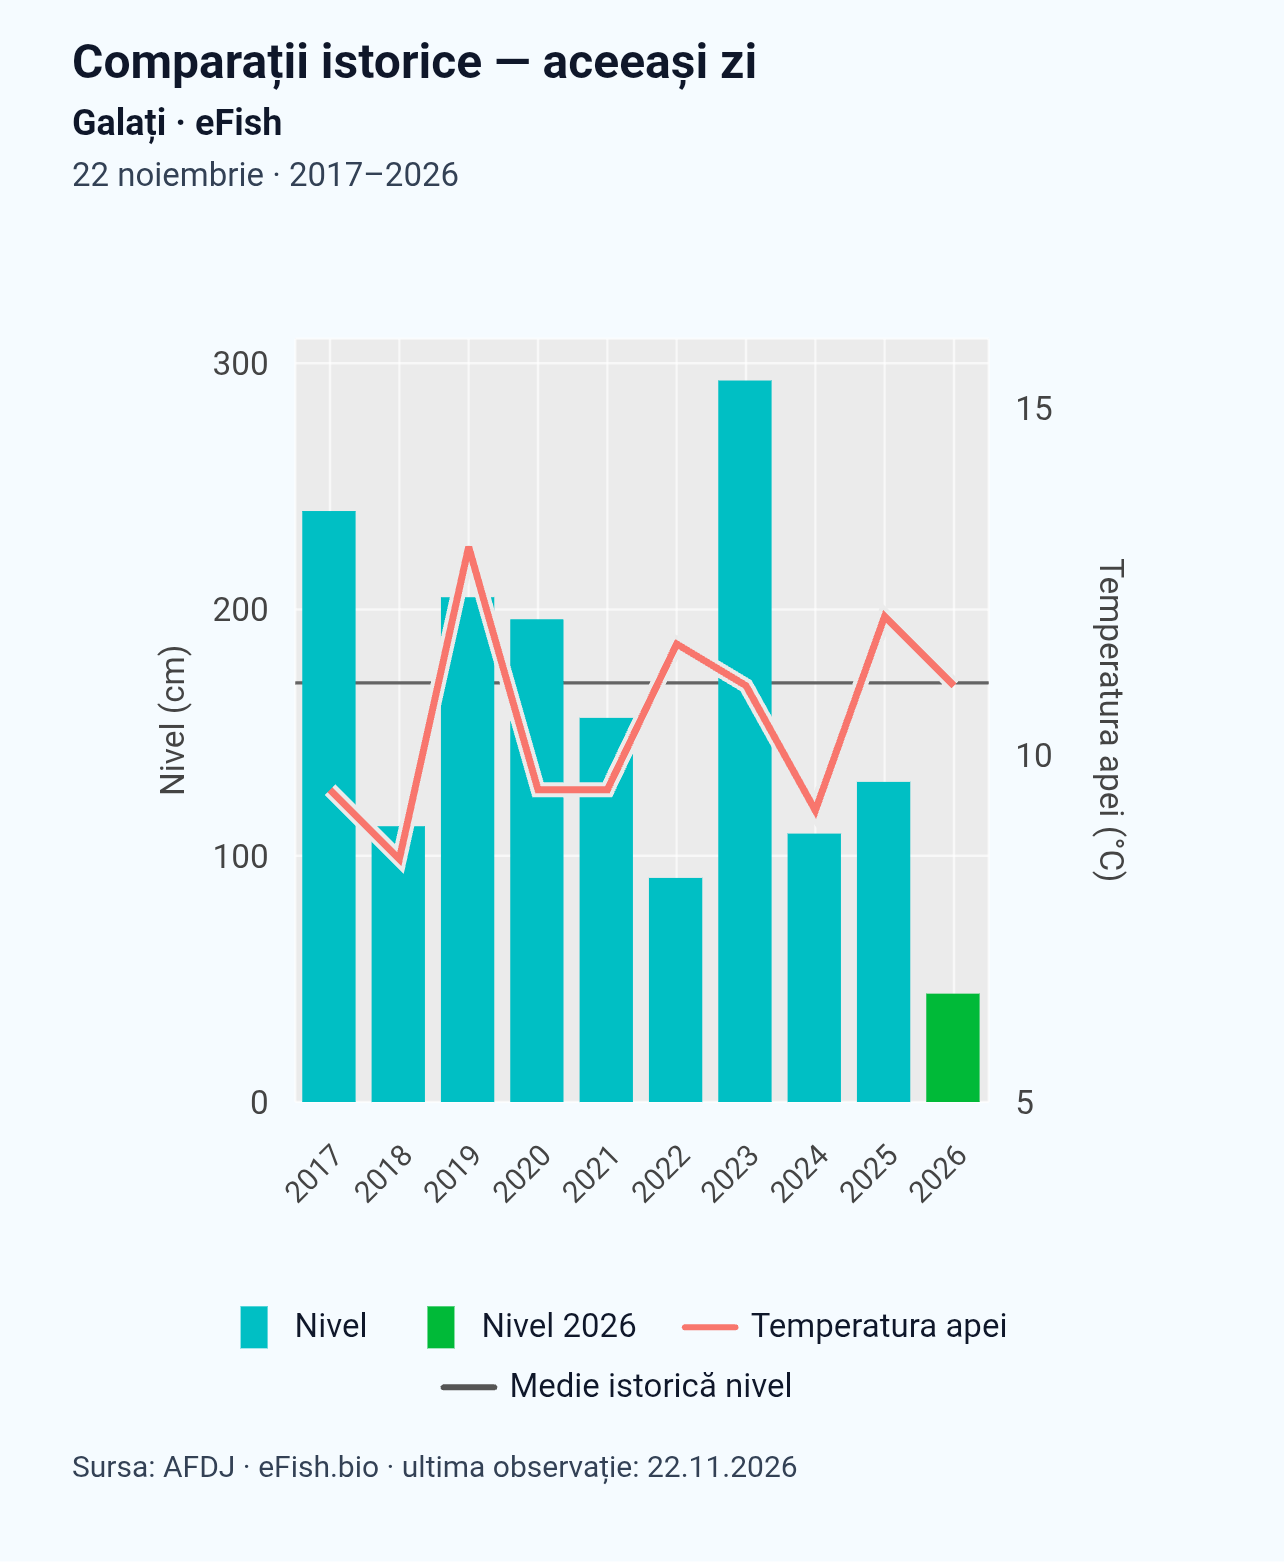 Comparații istorice — aceeași zi
Galați · eFish
22 noiembrie · 2017–2026
300
200
100
0
Nivel (cm)
15
10
5
Temperatura apei (°C)
2017
2018
2019
2020
2021
2022
2023
2024
2025
2026
Nivel
Nivel 2026
Temperatura apei
Medie istorică nivel
Sursa: AFDJ · eFish.bio · ultima observație: 22.11.2026